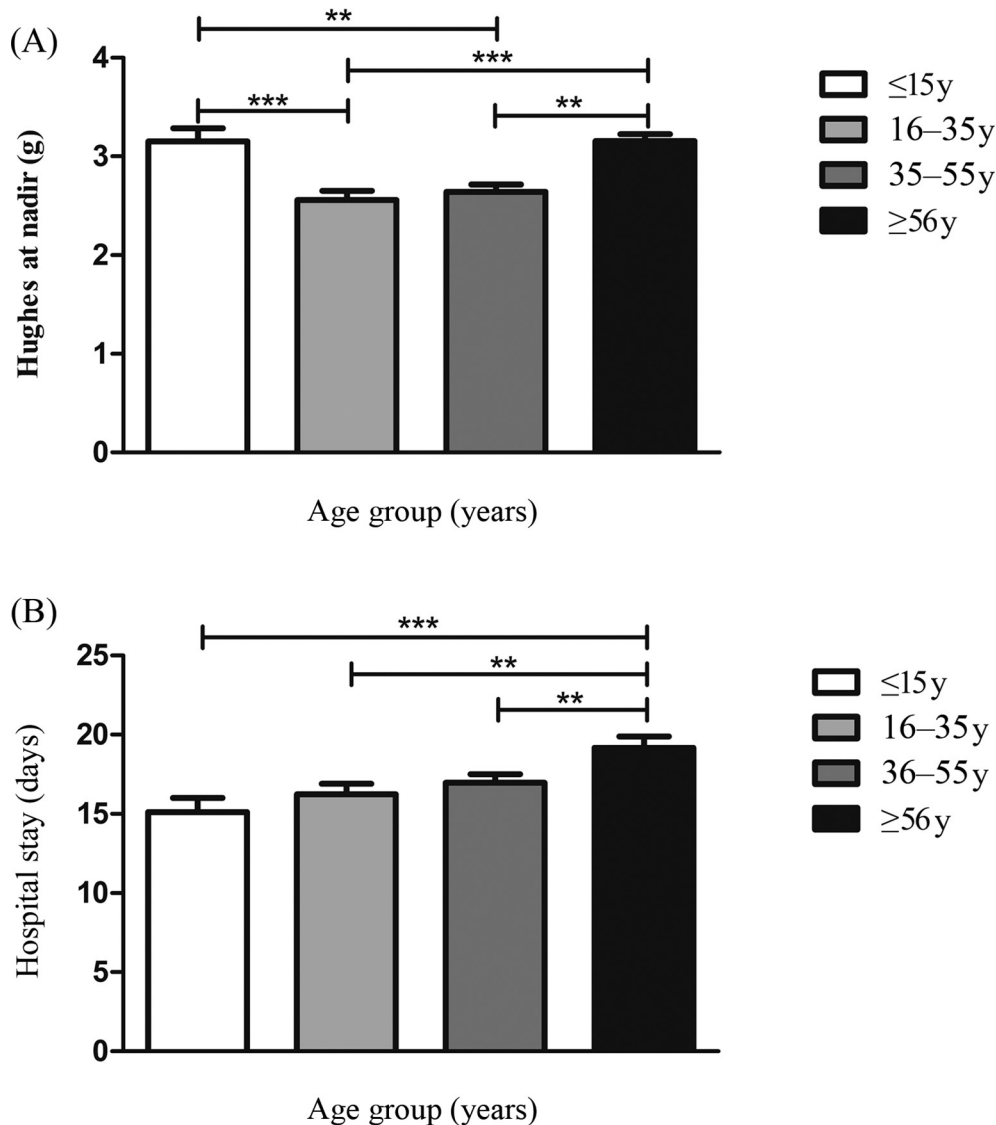 (A)
**
4
***
***
**
3
2
1
0
Hughes at nadir (g)
Age group (years)
≤15y
16–35y
35–55y
≥56y
(B)
***
25
**
**
20
15
10
5
0
Hospital stay (days)
Age group (years)
≤15y
16–35y
36–55y
≥56y